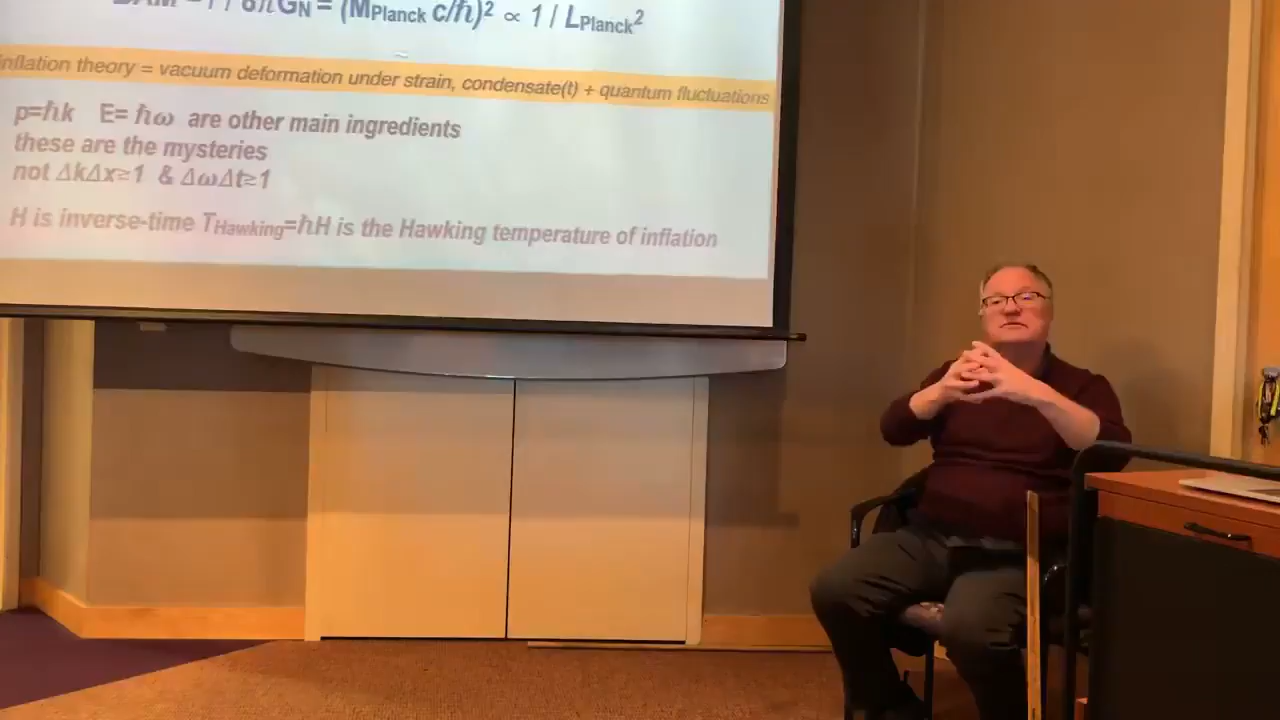 GN = (MPlanck c/ℏ)² ∝ 1 / LPlanck²
inflation theory = vacuum deformation under strain, condensate(t) + quantum fluctuations
p=ℏk E= ℏω are other main ingredients
these are the mysteries
not ΔkΔx≥1 & ΔωΔt≥1
H is inverse-time THawking=ℏH is the Hawking temperature of inflation